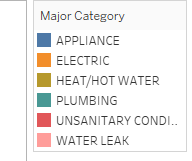 Major Category
APPLIANCE
ELECTRIC
HEAT/HOT WATER
PLUMBING
UNSANITARY CONDI..
WATER LEAK